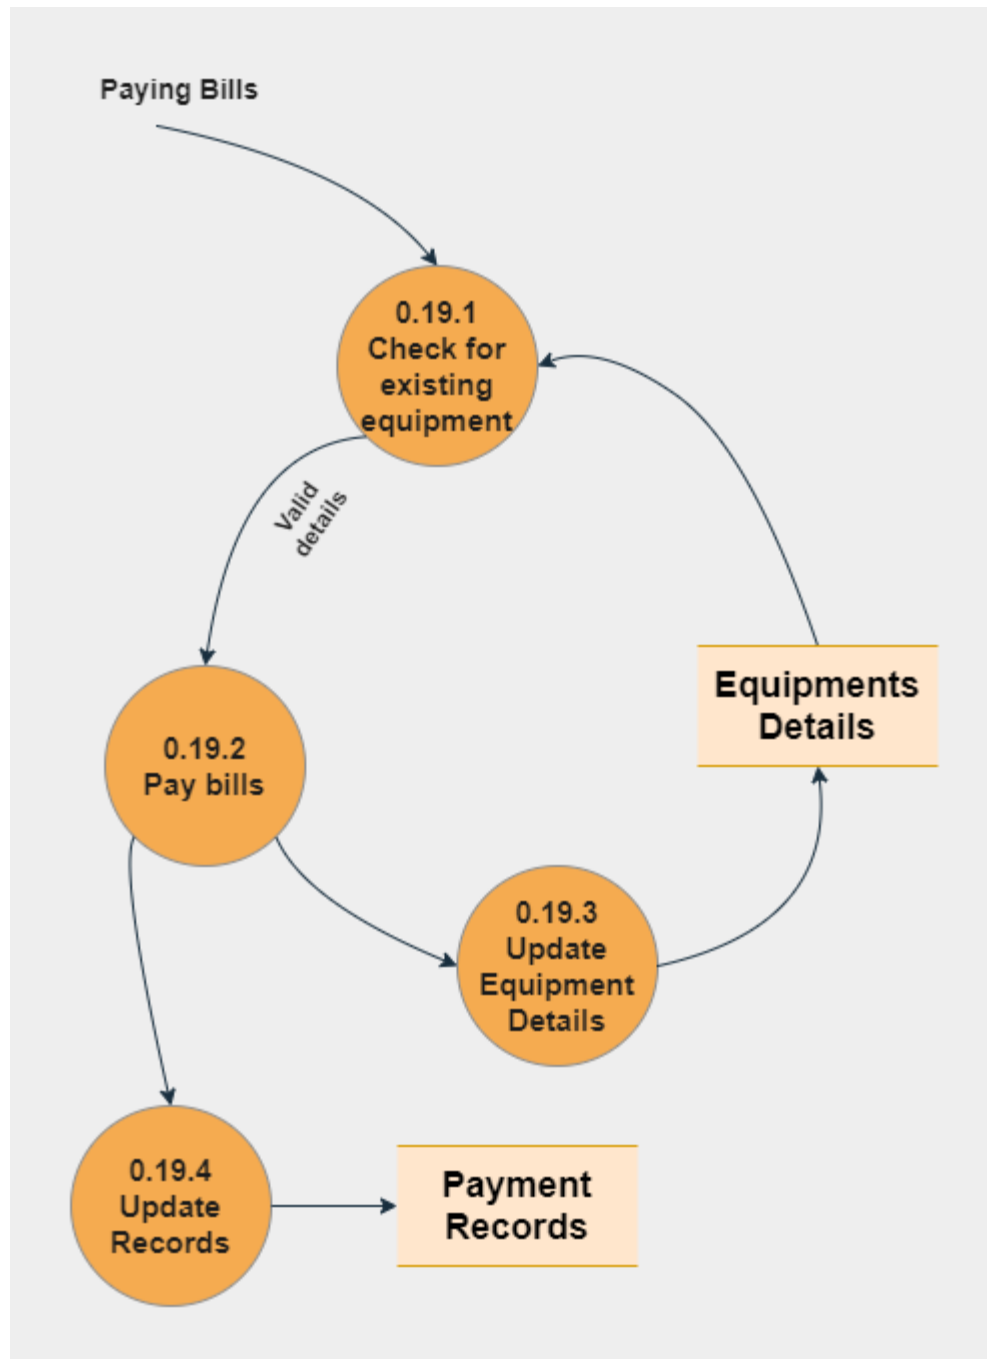 Paying Bills
0.19.1
Check for
existing
equipment
Valid
details
Equipments
Details
0.19.2
Pay bills
0.19.3
Update
Equipment
Details
0.19.4
Update
Records
Payment
Records